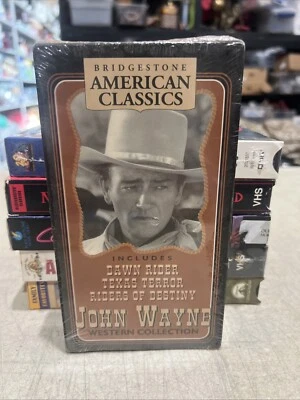 BRIDGESTONE
AMERICAN
CLASSICS
INCLUDES
DAWN RIDER
TEXAS TERROR
RIDERS OF DESTINY
JOHN WAYNE
WESTERN COLLECTION
VHS
VHS